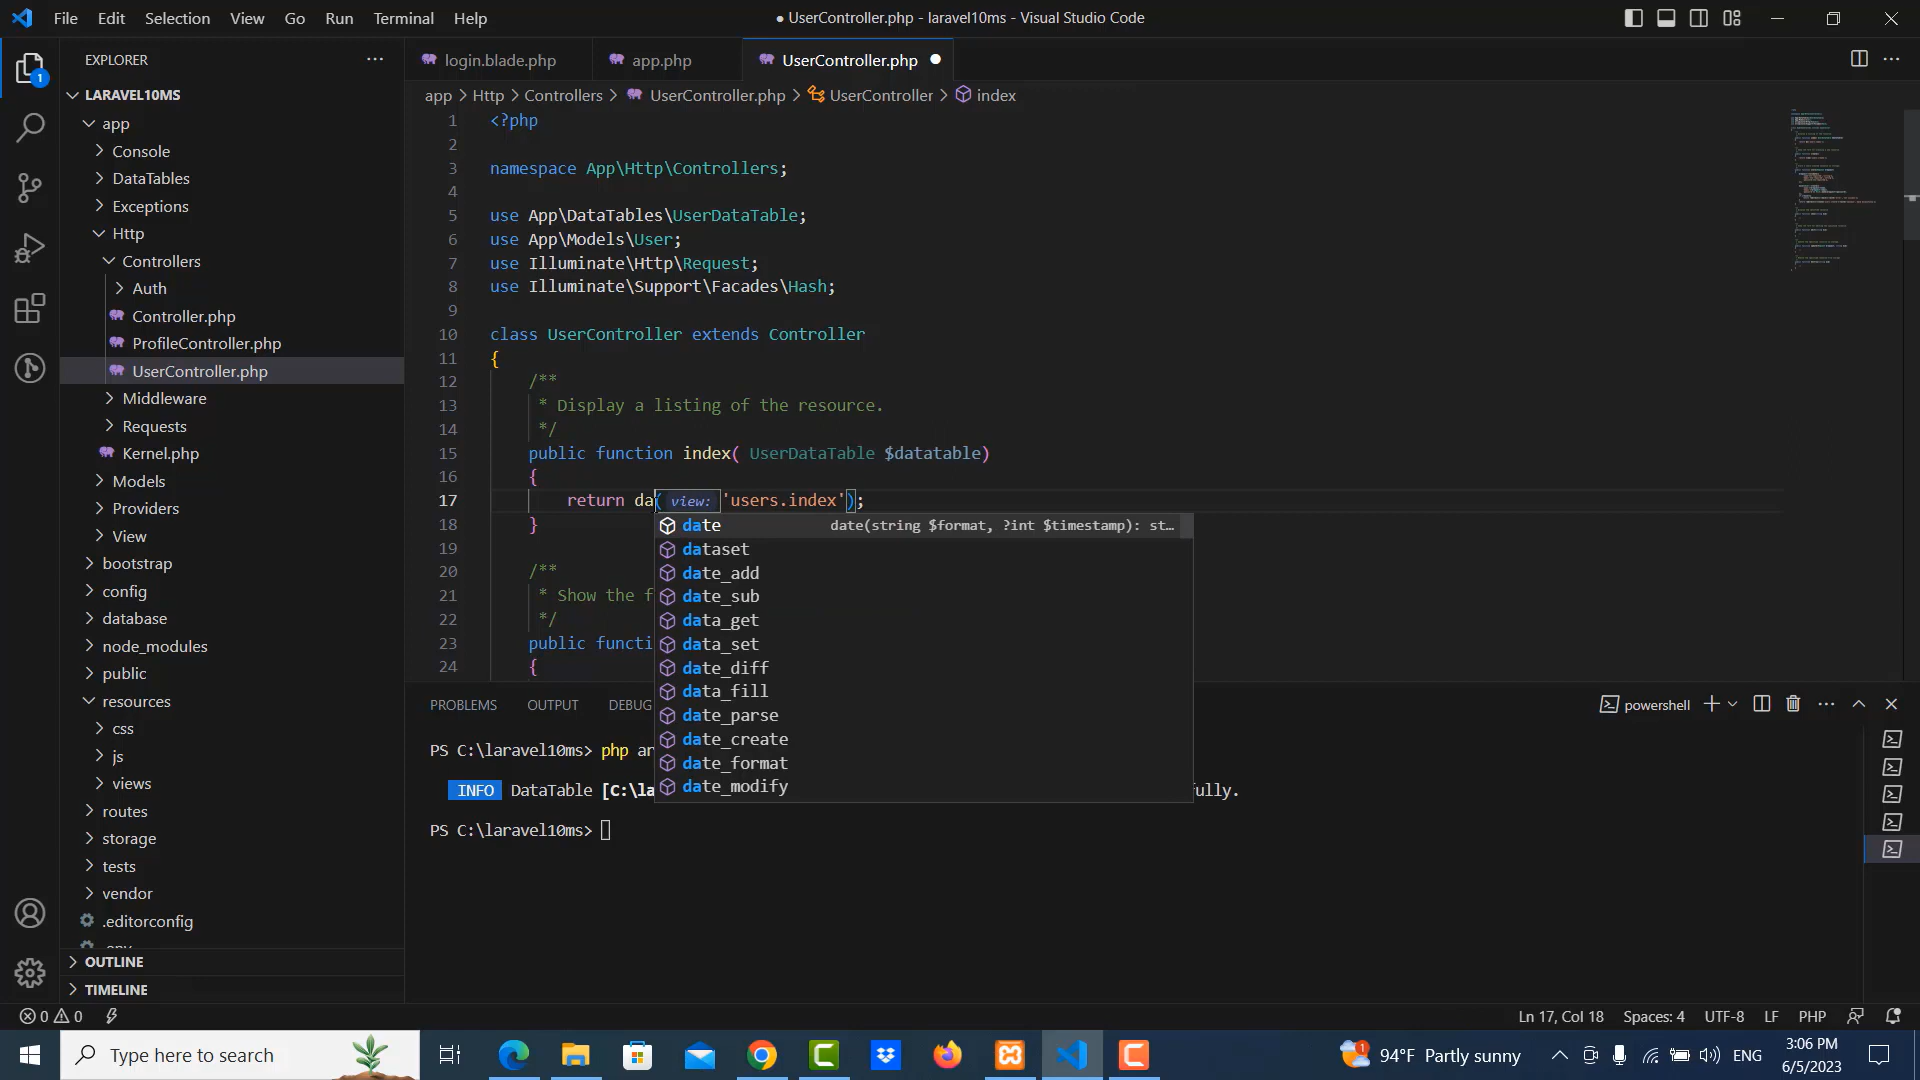 File Edit Selection View Go Run Terminal Help
● UserController.php - laravel10ms - Visual Studio Code
EXPLORER
1
LARAVEL10MS
app
Console
DataTables
Exceptions
Http
Controllers
Auth
Controller.php
ProfileController.php
UserController.php
Middleware
Requests
Kernel.php
Models
Providers
View
bootstrap
config
database
node_modules
public
resources
css
js
views
routes
storage
tests
vendor
.editorconfig
.env
OUTLINE
TIMELINE
login.blade.php
app.php
UserController.php
app > Http > Controllers > UserController.php > UserController > index
1 <?php
2
3 namespace App\Http\Controllers;
4
5 use App\DataTables\UserDataTable;
6 use App\Models\User;
7 use Illuminate\Http\Request;
8 use Illuminate\Support\Facades\Hash;
9
10 class UserController extends Controller
11 {
12 /**
13 * Display a listing of the resource.
14 */
15 public function index( UserDataTable $datatable)
16 {
17 return da(view: 'users.index');
18 }
19
20 /**
21 * Show the f
22 */
23 public functi
24 {
date date(string $format, ?int $timestamp): st…
dataset
date_add
date_sub
data_get
data_set
date_diff
data_fill
date_parse
date_create
date_format
date_modify
PROBLEMS OUTPUT DEBUG
powershell
PS C:\laravel10ms> php ar
INFO DataTable [C:\la
ully.
PS C:\laravel10ms>
0 0
Ln 17, Col 18 Spaces: 4 UTF-8 LF PHP
Type here to search
1
94°F Partly sunny
ENG
3:06 PM
6/5/2023